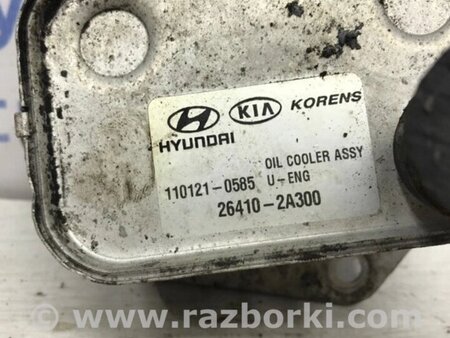 KIA KORENS
HYUNDAI
OIL COOLER ASSY
110121-0585 U-ENG
26410-2A300
www.razborki.com